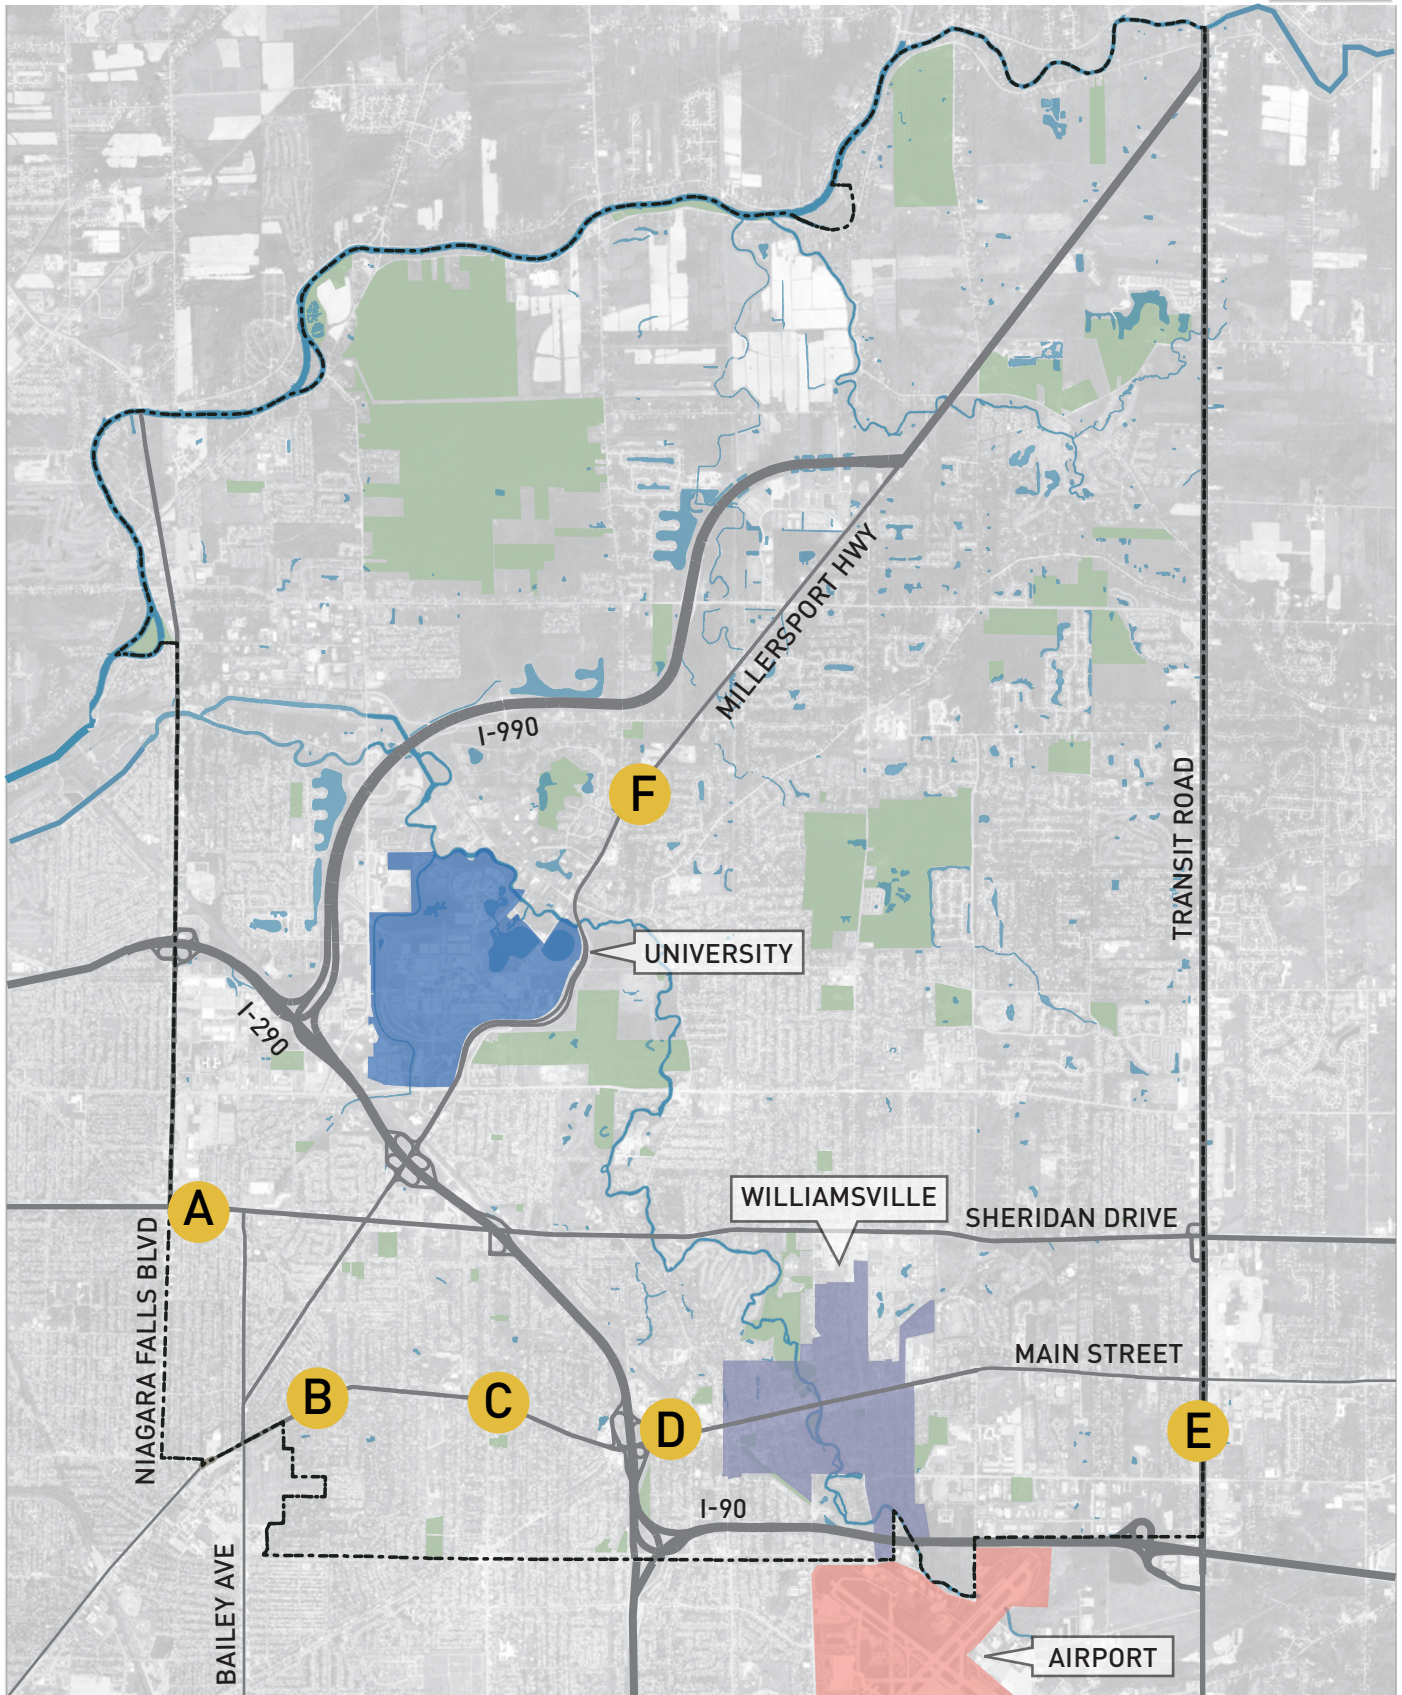 MILLERSPORT HWY
I-990
F
TRANSIT ROAD
UNIVERSITY
I-290
WILLIAMSVILLE
A
SHERIDAN DRIVE
NIAGARA FALLS BLVD
MAIN STREET
B
C
D
E
I-90
BAILEY AVE
AIRPORT